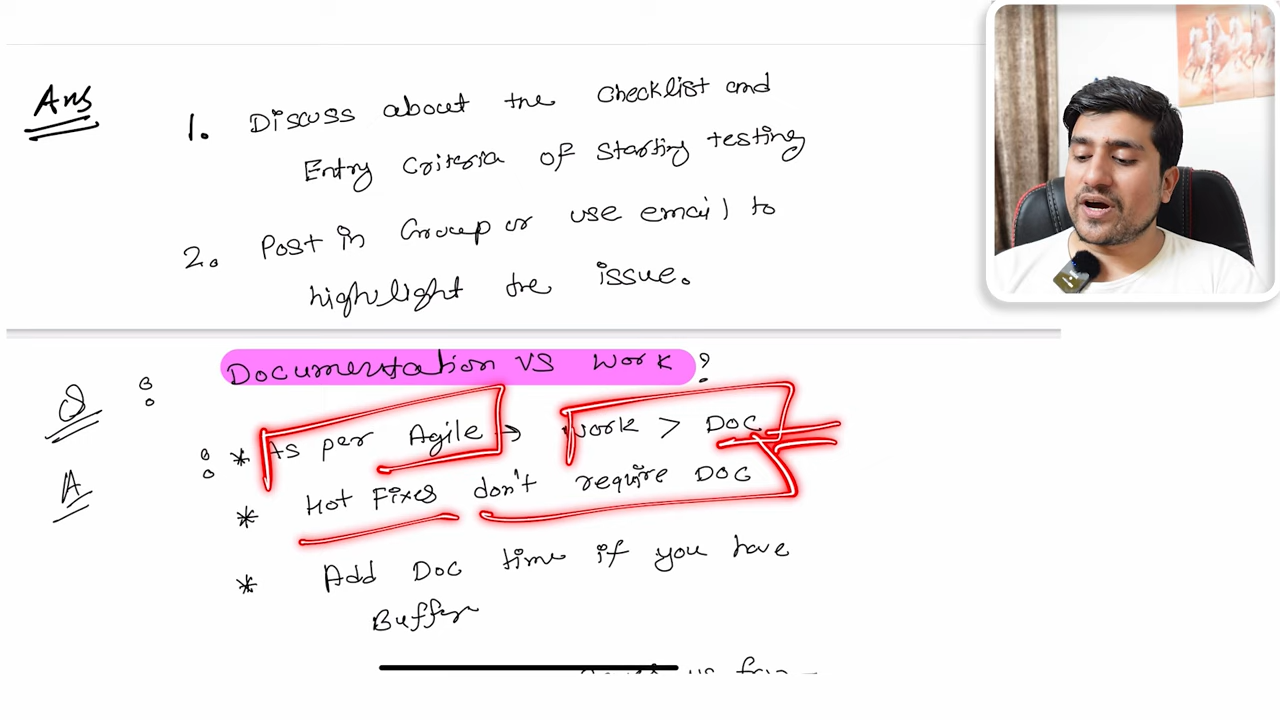 Ans
1. Discuss about the checklist and
Entry Criteria of starting testing
2. Post in Group or use email to
highlight the issue.
Q : Documentation vs work ?
A : * As per Agile → work > Doc
* Hot Fixes don't require Doc
* Add Doc time if you have
Buffer